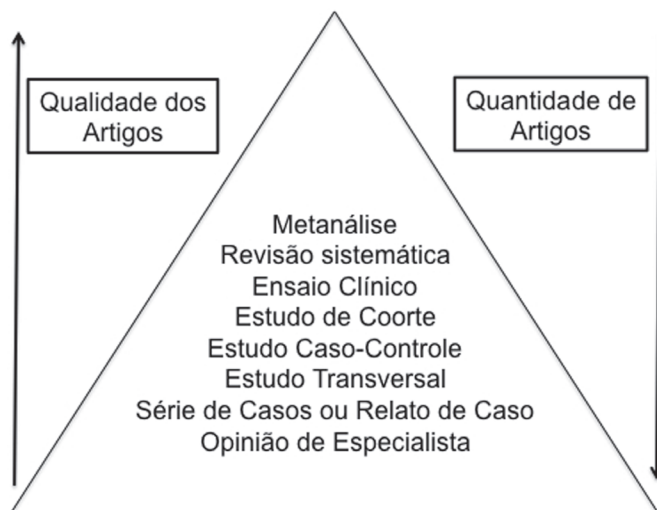 Qualidade dos
Artigos
Quantidade de
Artigos
Metanálise
Revisão sistemática
Ensaio Clínico
Estudo de Coorte
Estudo Caso-Controle
Estudo Transversal
Série de Casos ou Relato de Caso
Opinião de Especialista